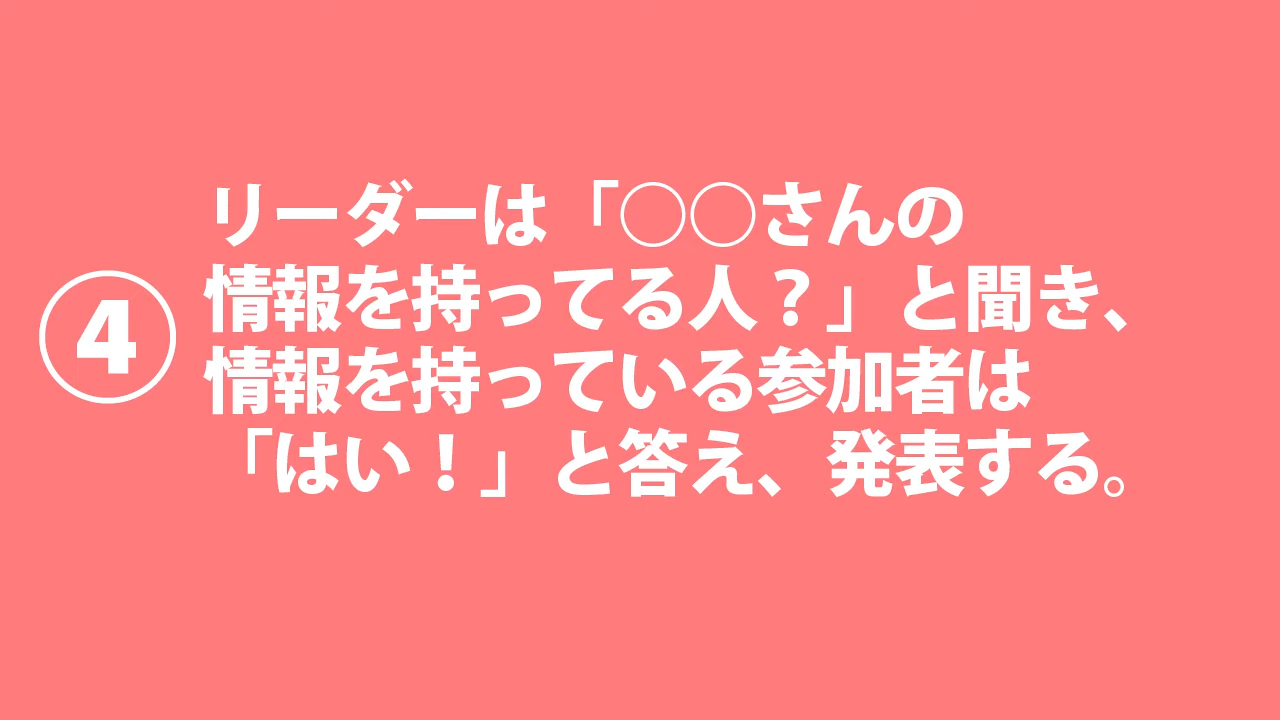 ④
リーダーは「◯◯さんの
情報を持ってる人？」と聞き、
情報を持っている参加者は
「はい！」と答え、発表する。